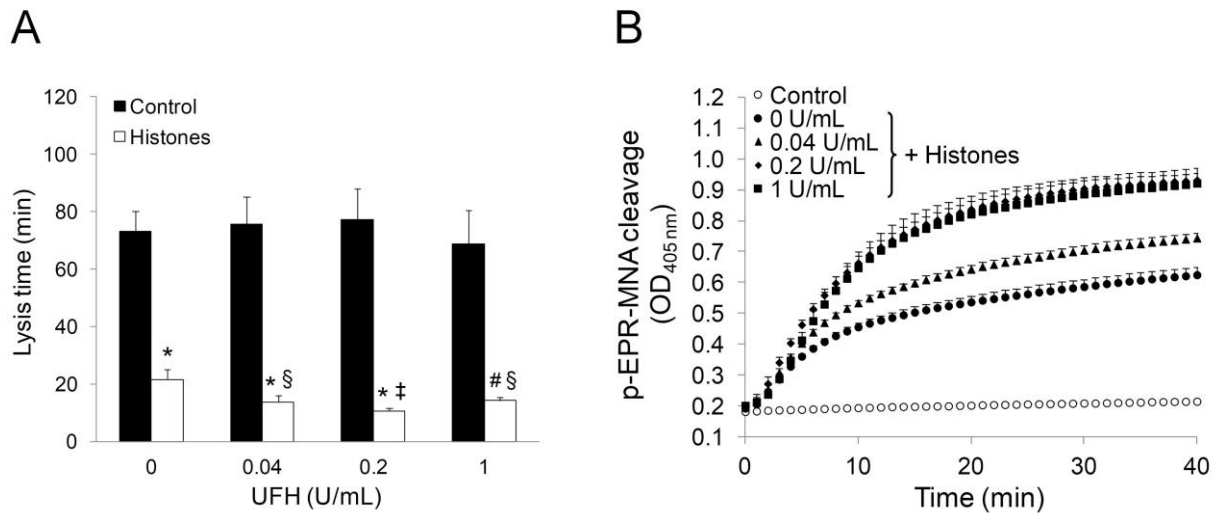 A
120
100
80
60
40
20
0
Lysis time (min)
Control
Histones
*
* §
* ‡
# §
0 0.04 0.2 1
UFH (U/mL)
B
1.2
1.1
1.0
0.9
0.8
0.7
0.6
0.5
0.4
0.3
0.2
0.1
p-EPR-MNA cleavage
(OD405 nm)
Control
0 U/mL
0.04 U/mL
0.2 U/mL
1 U/mL
+ Histones
0 10 20 30 40
Time (min)